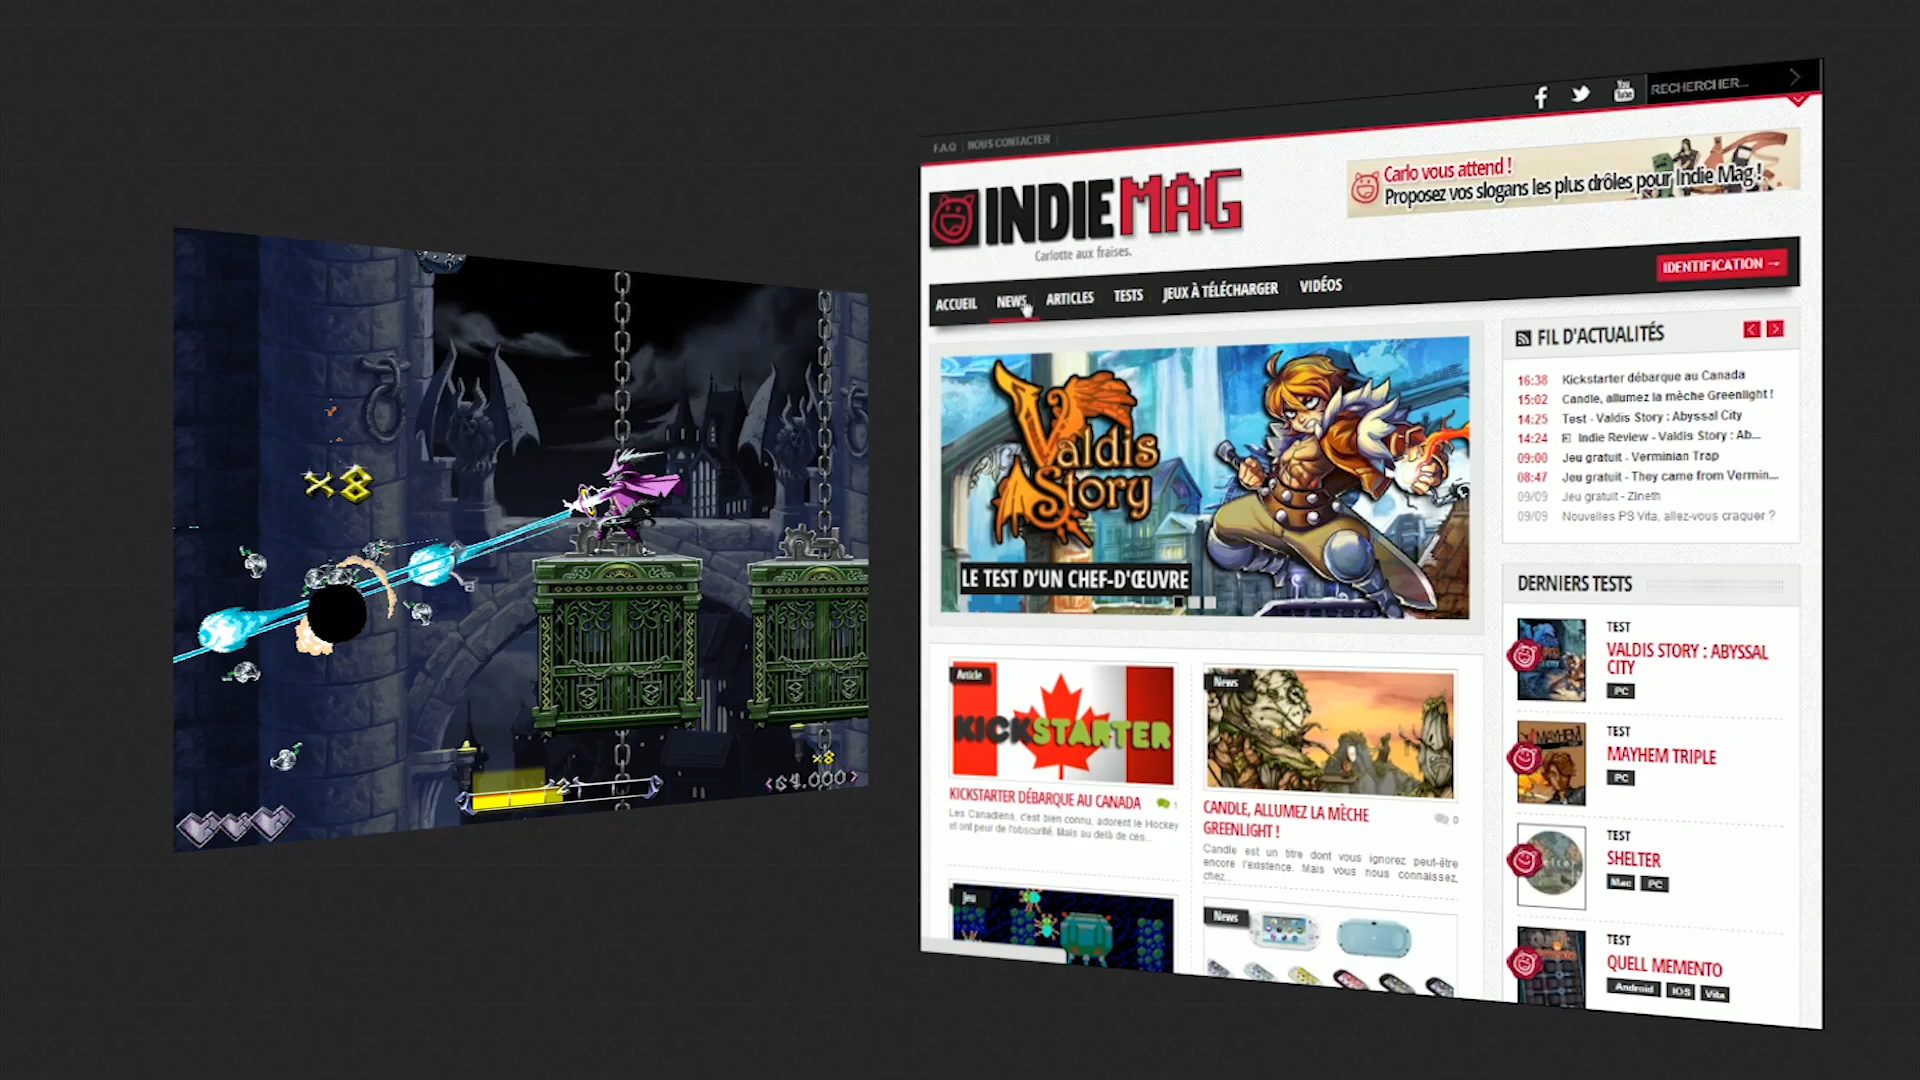 ×8
×8
64.000
F.A.Q
NOUS CONTACTER
You Tube
RECHERCHER...
INDIEMAG
Carlotte aux fraises.
Carlo vous attend !
Proposez vos slogans les plus drôles pour Indie Mag !
ACCUEIL
NEWS
ARTICLES
TESTS
JEUX À TÉLÉCHARGER
VIDÉOS
IDENTIFICATION
Valdis
Story
LE TEST D'UN CHEF-D'ŒUVRE
FIL D'ACTUALITÉS
16:38 Kickstarter débarque au Canada
15:02 Candle, allumez la mèche Greenlight !
14:25 Test - Valdis Story : Abyssal City
14:24 Indie Review - Valdis Story : Ab...
09:00 Jeu gratuit - Verminian Trap
08:47 Jeu gratuit - They came from Vermin...
09/09 Jeu gratuit - Zineth
09/09 Nouvelles PS Vita, allez-vous craquer ?
Article
KICKSTARTER
KICKSTARTER DÉBARQUE AU CANADA
1
Les Canadiens, c'est bien connu, adorent le Hockey
et ont peur de l'obscurité. Mais au delà de ces...
News
CANDLE, ALLUMEZ LA MÈCHE
GREENLIGHT !
0
Candle est un titre dont vous ignorez peut-être
encore l'existence. Mais vous nous connaissez,
chez...
Jeu
News
DERNIERS TESTS
TEST
VALDIS STORY : ABYSSAL
CITY
PC
MAYHEM
TEST
MAYHEM TRIPLE
PC
TEST
SHELTER
Mac PC
TEST
QUELL MEMENTO
Android iOS Vita